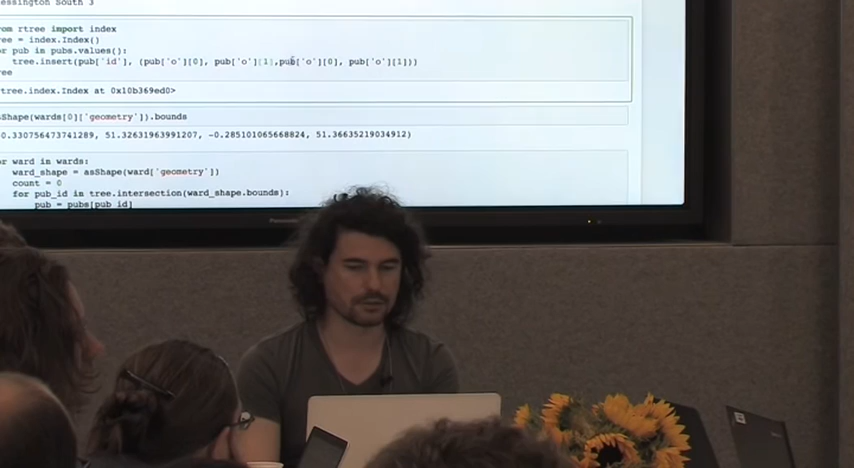 essington South 3
om rtree import index
ree = index.Index()
or pub in pubs.values():
tree.insert(pub['id'], (pub['o'][0], pub['o'][1],pub['o'][0], pub['o'][1]))
ree
tree.index.Index at 0x10b369ed0>
sShape(wards[0]['geometry']).bounds
0.330756473741289, 51.32631963991207, -0.285101065668824, 51.36635219034912)
or ward in wards:
ward_shape = asShape(ward['geometry'])
count = 0
for pub_id in tree.intersection(ward_shape.bounds):
pub = pubs[pub_id]
Panasonic